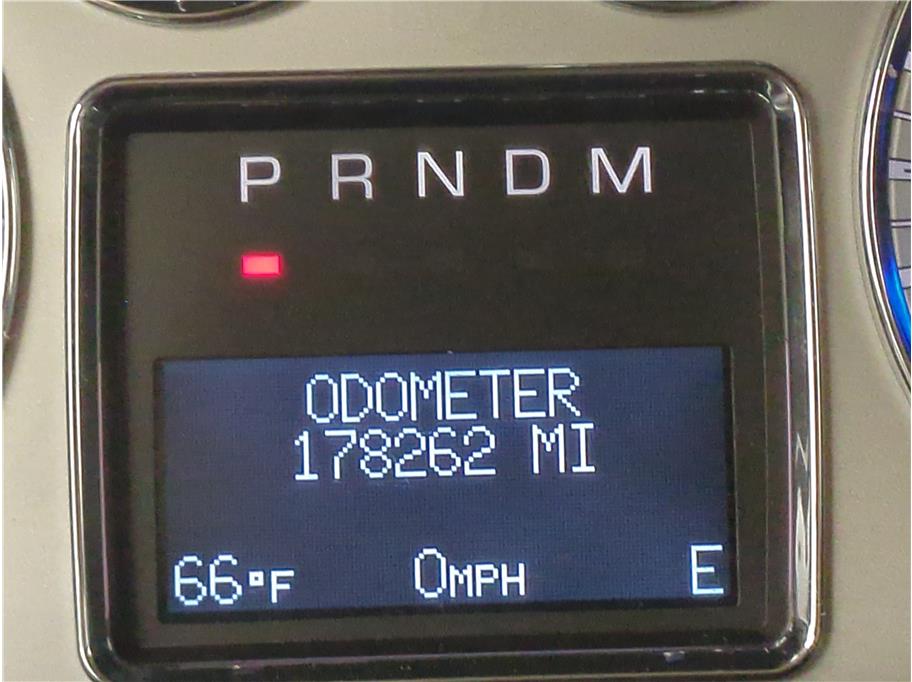 P R N D M
ODOMETER
178262 MI
66°F 0MPH E